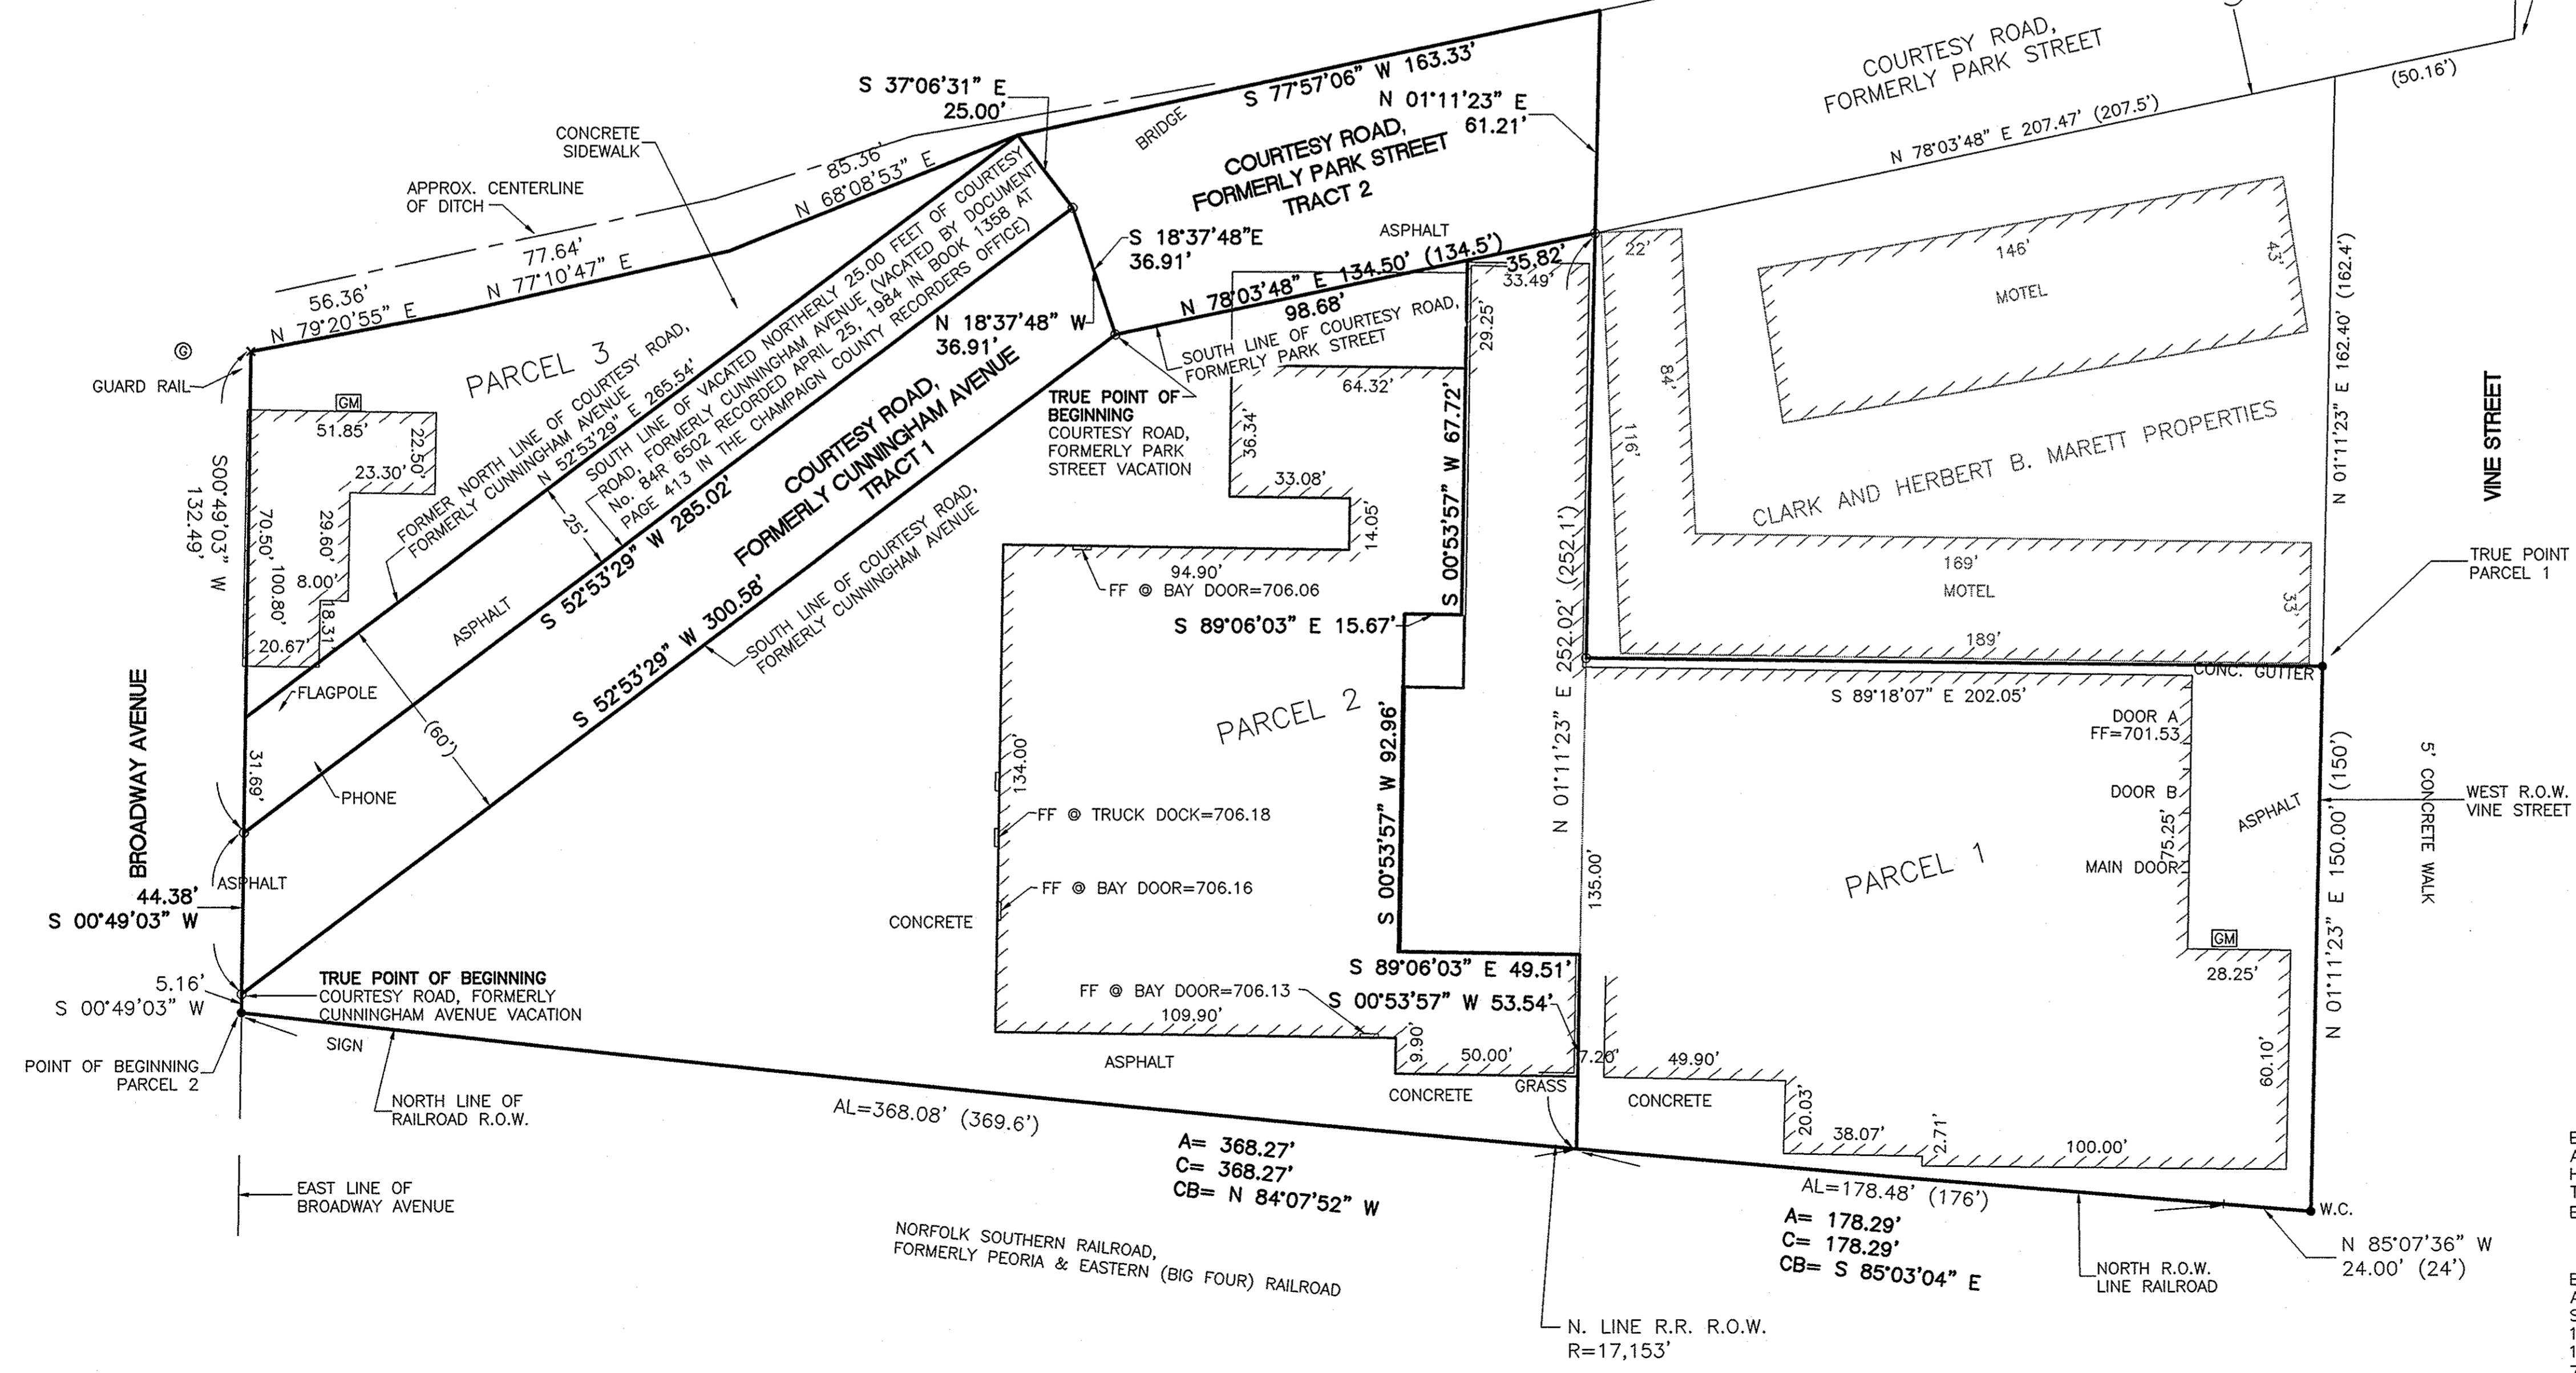 COURTESY ROAD,
FORMERLY PARK STREET
(50.16')
N 78°03'48" E 207.47' (207.5')
S 37°06'31" E
25.00'
S 77°57'06" W 163.33'
N 01°11'23" E
61.21'
BRIDGE
COURTESY ROAD,
FORMERLY PARK STREET
TRACT 2
ASPHALT
CONCRETE
SIDEWALK
APPROX. CENTERLINE
OF DITCH
85.36'
N 68°08'53" E
77.64'
N 77°10'47" E
56.36'
N 79°20'55" E
G
GUARD RAIL
PARCEL 3
GM
51.85'
22.50'
23.30'
29.60'
8.00'
18.31'
20.67'
70.50'
100.80'
S00°49'03" W
132.49'
FORMER NORTH LINE OF COURTESY ROAD,
FORMERLY CUNNINGHAM AVENUE
N 52°53'29" E 265.54'
SOUTH LINE OF VACATED NORTHERLY 25.00 FEET OF COURTESY
ROAD, FORMERLY CUNNINGHAM AVENUE (VACATED BY DOCUMENT
No. 84R 6502 RECORDED APRIL 25, 1984 IN BOOK 1358 AT
PAGE 413 IN THE CHAMPAIGN COUNTY RECORDERS OFFICE)
25'
S 52°53'29" W 285.02'
COURTESY ROAD,
FORMERLY CUNNINGHAM AVENUE
TRACT 1
S 52°53'29" W 300.58'
SOUTH LINE OF COURTESY ROAD,
FORMERLY CUNNINGHAM AVENUE
ASPHALT
(60')
FLAGPOLE
PHONE
31.69'
BROADWAY AVENUE
ASPHALT
44.38'
S 00°49'03" W
5.16'
S 00°49'03" W
TRUE POINT OF BEGINNING
COURTESY ROAD, FORMERLY
CUNNINGHAM AVENUE VACATION
SIGN
POINT OF BEGINNING
PARCEL 2
NORTH LINE OF
RAILROAD R.O.W.
EAST LINE OF
BROADWAY AVENUE
S 18°37'48"E
36.91'
N 18°37'48" W
36.91'
N 78°03'48" E 134.50' (134.5')
98.68'
35.82'
33.49'
SOUTH LINE OF COURTESY ROAD,
FORMERLY PARK STREET
TRUE POINT OF
BEGINNING
COURTESY ROAD,
FORMERLY PARK
STREET VACATION
29.25'
64.32'
36.34'
33.08'
14.05'
94.90'
FF @ BAY DOOR=706.06
S 00°53'57" W 67.72'
S 89°06'03" E 15.67'
PARCEL 2
S 00°53'57" W 92.96'
134.00'
FF @ TRUCK DOCK=706.18
FF @ BAY DOOR=706.16
CONCRETE
S 89°06'03" E 49.51'
FF @ BAY DOOR=706.13
S 00°53'57" W 53.54'
109.90'
9.90'
50.00'
7.20'
ASPHALT
CONCRETE
GRASS
N 01°11'23" E 252.02' (252.1')
135.00'
22'
84'
116'
146'
43'
MOTEL
CLARK AND HERBERT B. MARETT PROPERTIES
169'
MOTEL
33'
189'
N 01°11'23" E 162.40' (162.4')
VINE STREET
TRUE POINT
PARCEL 1
CONC. GUTTER
S 89°18'07" E 202.05'
DOOR A
FF=701.53
DOOR B
75.25'
MAIN DOOR
ASPHALT
PARCEL 1
GM
28.25'
60.10'
N 01°11'23" E 150.00' (150')
5' CONCRETE WALK
WEST R.O.W.
VINE STREET
49.90'
CONCRETE
20.03'
38.07'
2.71'
100.00'
W.C.
AL=368.08' (369.6')
A= 368.27'
C= 368.27'
CB= N 84°07'52" W
NORFOLK SOUTHERN RAILROAD,
FORMERLY PEORIA & EASTERN (BIG FOUR) RAILROAD
AL=178.48' (176')
A= 178.29'
C= 178.29'
CB= S 85°03'04" E
N 85°07'36" W
24.00' (24')
NORTH R.O.W.
LINE RAILROAD
N. LINE R.R. R.O.W.
R=17,153'